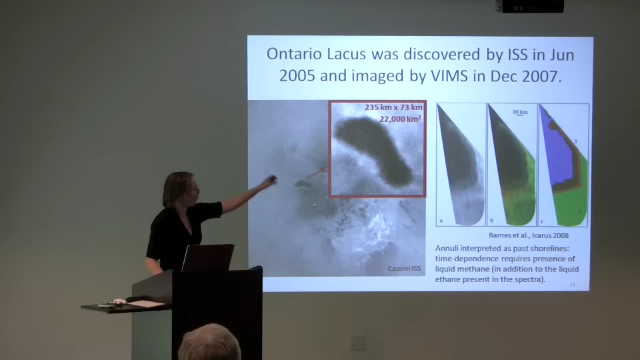 Ontario Lacus was discovered by ISS in Jun
2005 and imaged by VIMS in Dec 2007.
235 km x 73 km
22,000 km²
Cassini ISS
a
b
c
Barnes et al., Icarus 2008
Annuli interpreted as past shorelines:
time dependence requires presence of
liquid methane (in addition to the liquid
ethane present in the spectra).